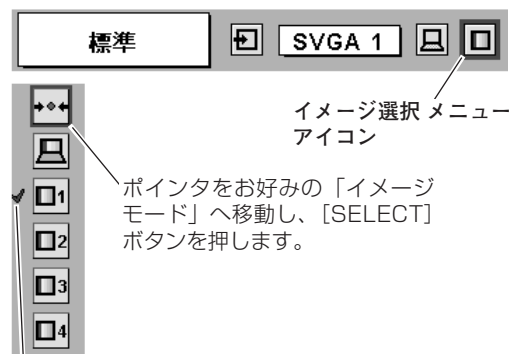 標準
SVGA 1
イメージ選択 メニュー
アイコン
ポインタをお好みの「イメージ
モード」へ移動し、[SELECT]
ボタンを押します。
1
2
3
4